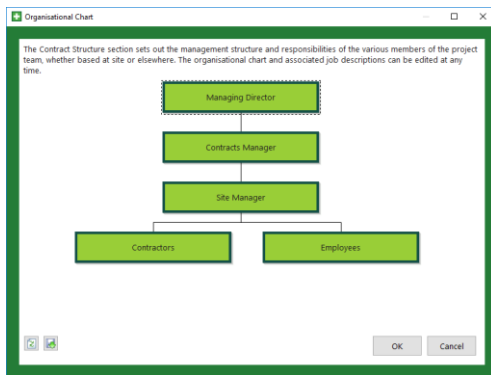 Organisational Chart
The Contract Structure section sets out the management structure and responsibilities of the various members of the project
team, whether based at site or elsewhere. The organisational chart and associated job descriptions can be edited at any
time.
Managing Director
Contracts Manager
Site Manager
Contractors
Employees
OK
Cancel